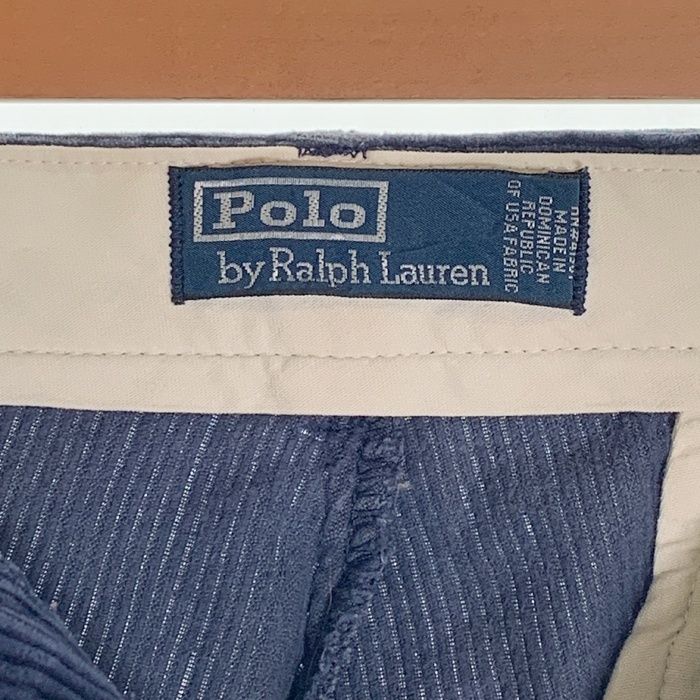 Polo
by Ralph Lauren
MADE IN
DOMINICAN
REPUBLIC
OF USA FABRIC